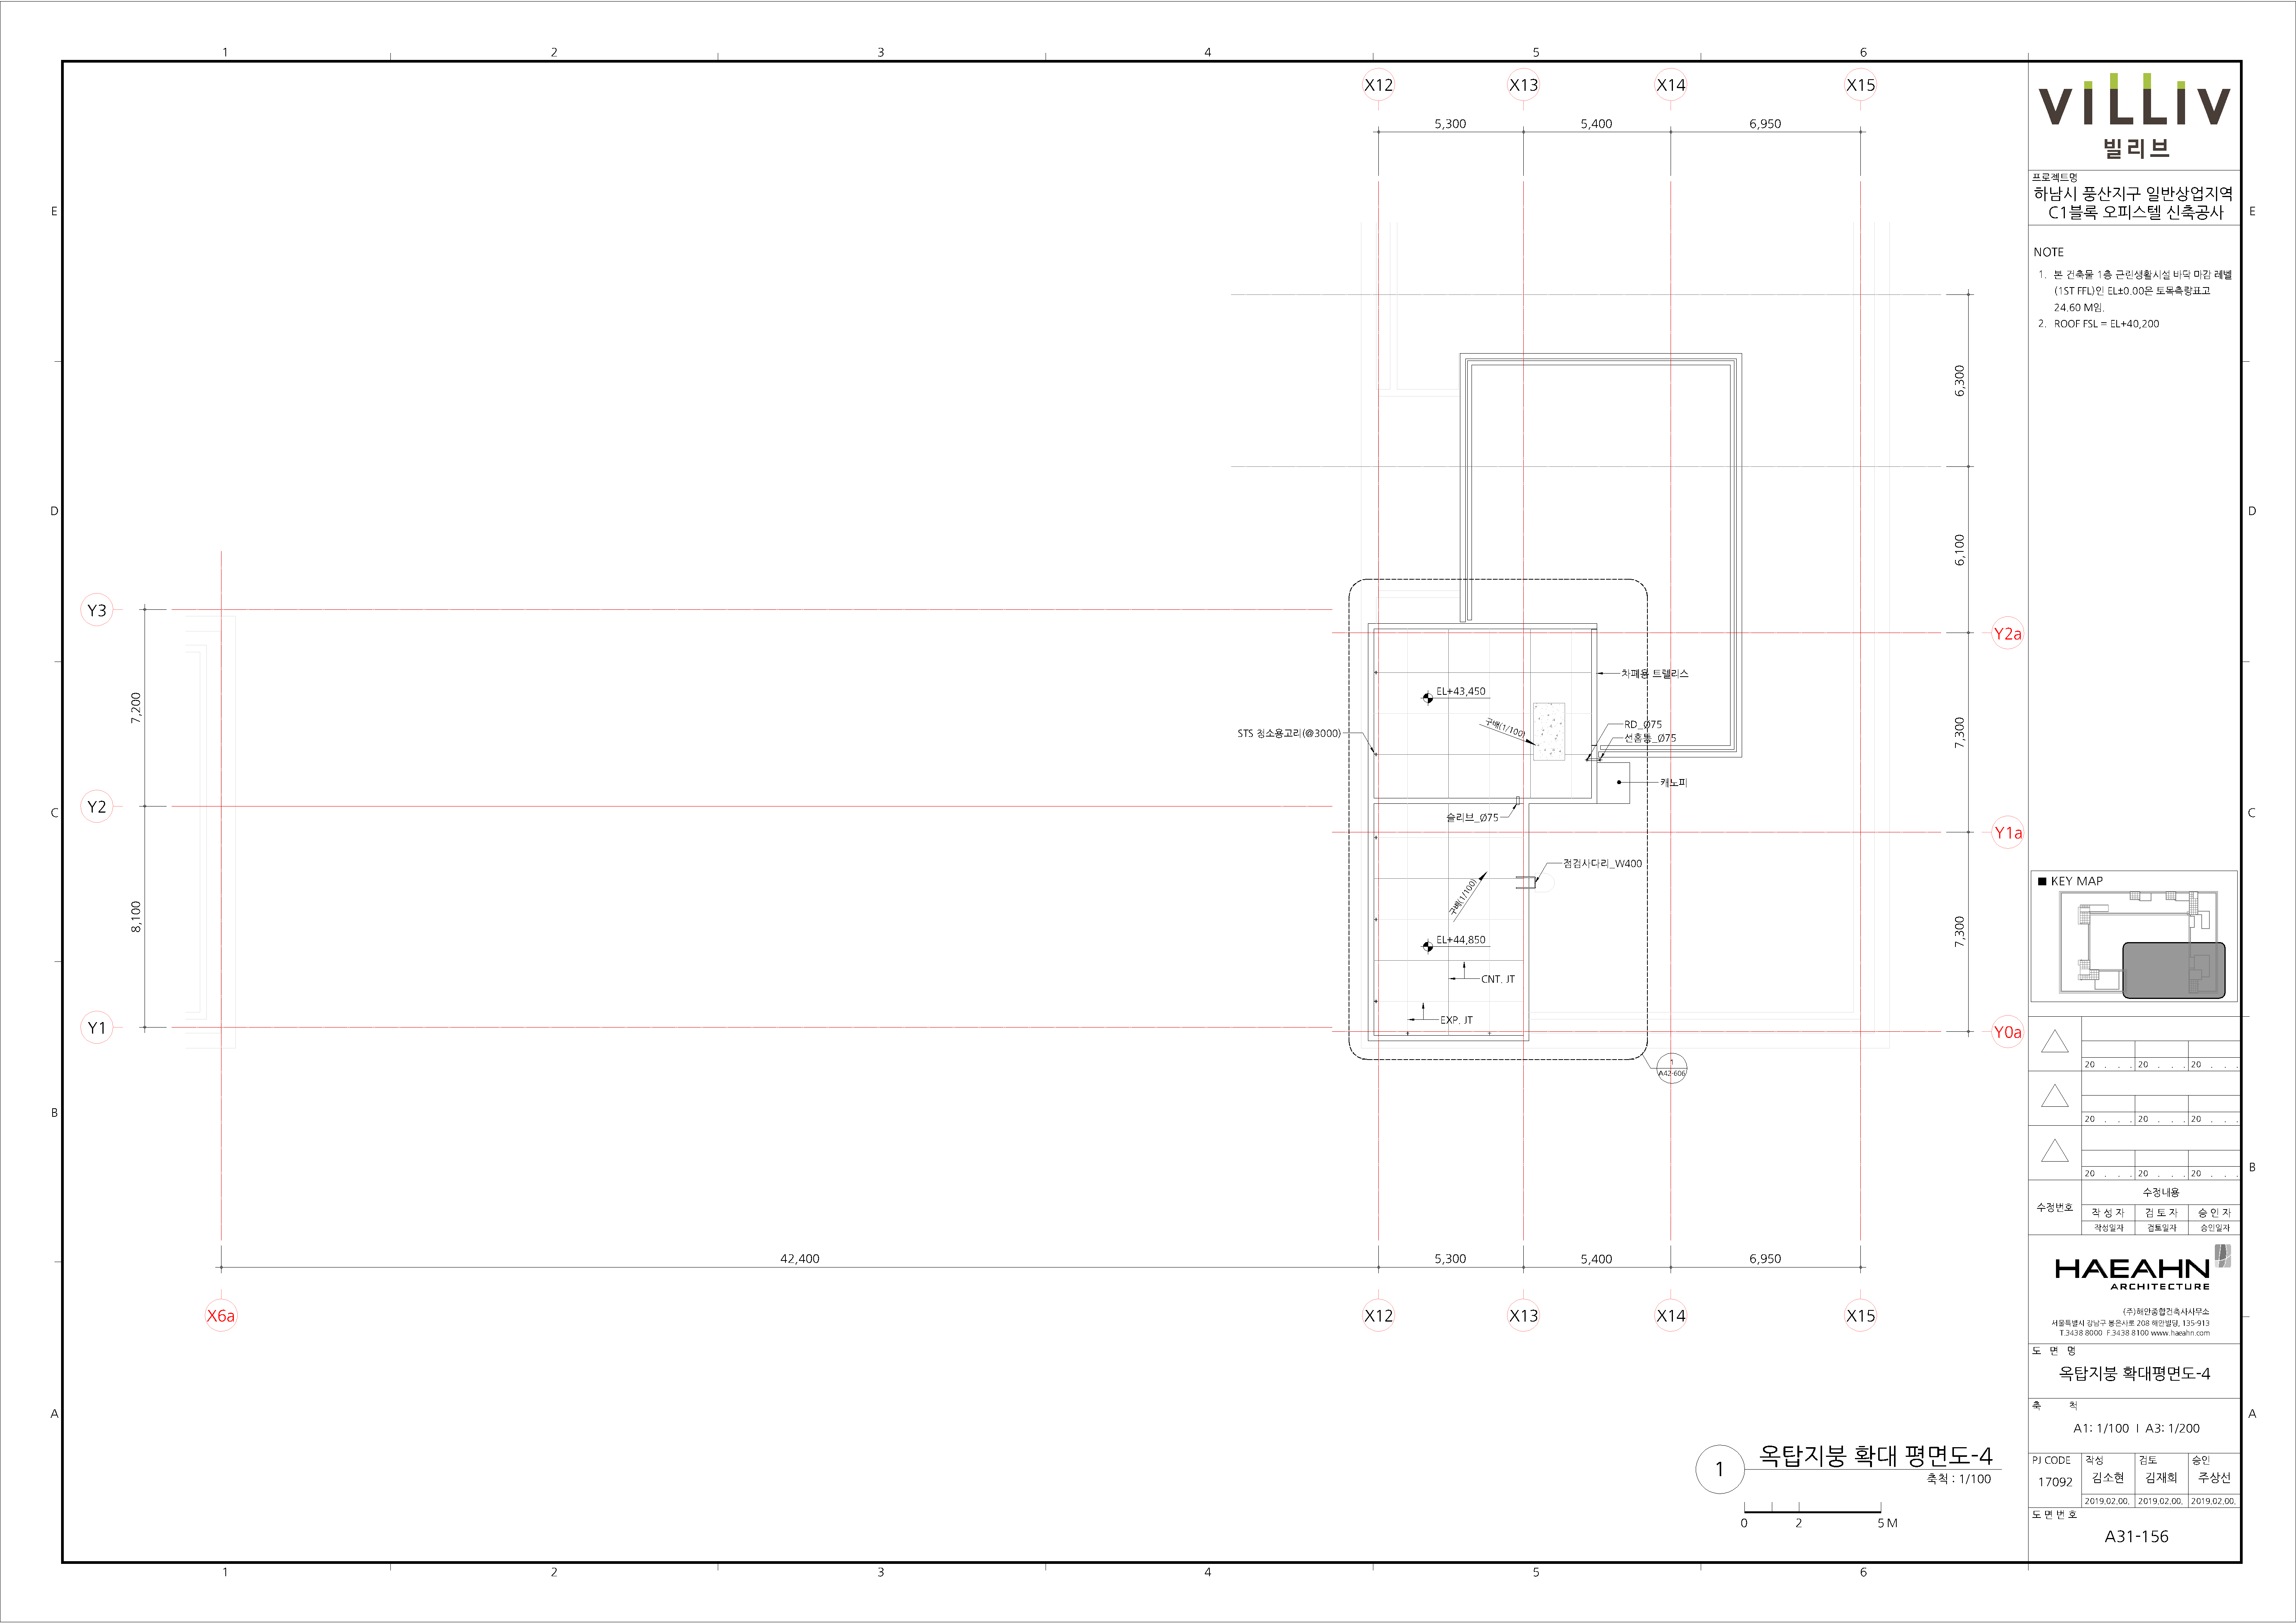 1 2 3 4 5 6
X12 X13 X14 X15
5,300 5,400 6,950
E
D
C
B
A
E
D
C
B
B
A
Y3
Y2
Y1
7,200
8,100
6,300
6,100
7,300
7,300
Y2a
Y1a
Y0a
차폐용 트렐리스
EL+43,450
구배(1/100)
RD_Ø75
선홈통_Ø75
STS 청소용고리(@3000)
캐노피
슬리브_Ø75
점검사다리_W400
구배(1/100)
EL+44,850
CNT. JT
EXP. JT
1
A42-606
42,400 5,300 5,400 6,950
X6a X12 X13 X14 X15
1
옥탑지붕 확대 평면도-4
축척 : 1/100
0 2 5 M
1 2 3 4 5 6
VILLIV
빌리브
프로젝트명
하남시 풍산지구 일반상업지역
C1블록 오피스텔 신축공사
NOTE
1. 본 건축물 1층 근린생활시설 바닥 마감 레벨
(1ST FFL)인 EL±0.00은 토목측량표고
24.60 M임.
2. ROOF FSL = EL+40,200
■ KEY MAP
20 . . . 20 . . . 20 . . .
20 . . . 20 . . . 20 . . .
20 . . . 20 . . . 20 . . .
수정번호
수정내용
작 성 자 검 토 자 승 인 자
작성일자 검토일자 승인일자
HAEAHN
ARCHITECTURE
(주)해안종합건축사사무소
서울특별시 강남구 봉은사로 208 해안빌딩, 135-913
T.3438 8000 F.3438 8100 www.haeahn.com
도 면 명
옥탑지붕 확대평면도-4
축 척
A1: 1/100 I A3: 1/200
PJ CODE 작성 검토 승인
17092 김소현 김재희 주상선
2019.02.00. 2019.02.00. 2019.02.00.
도 면 번 호
A31-156